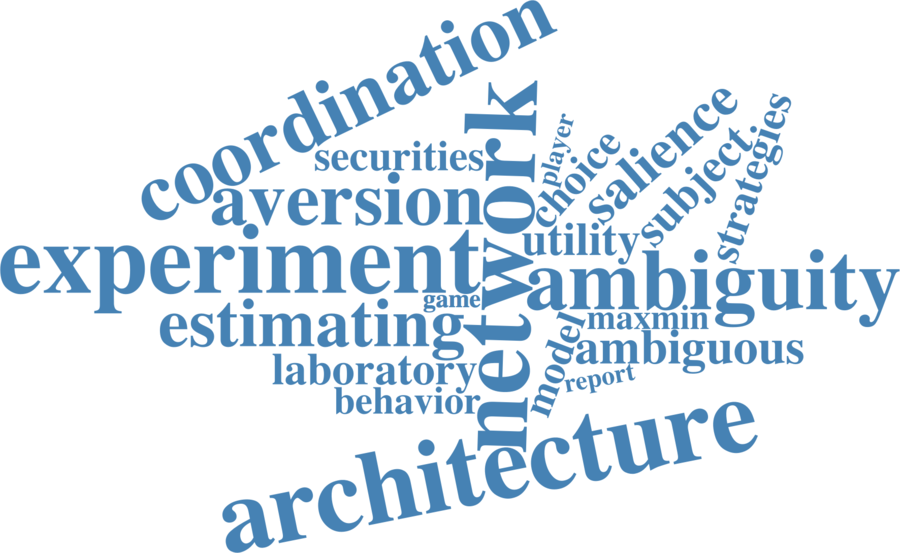 coordination
network
securities
player
choice
salience
strategies
aversion
subject
utility
experiment
ambiguity
game
estimating
maxmin
model
ambiguous
laboratory
report
behavior
architecture